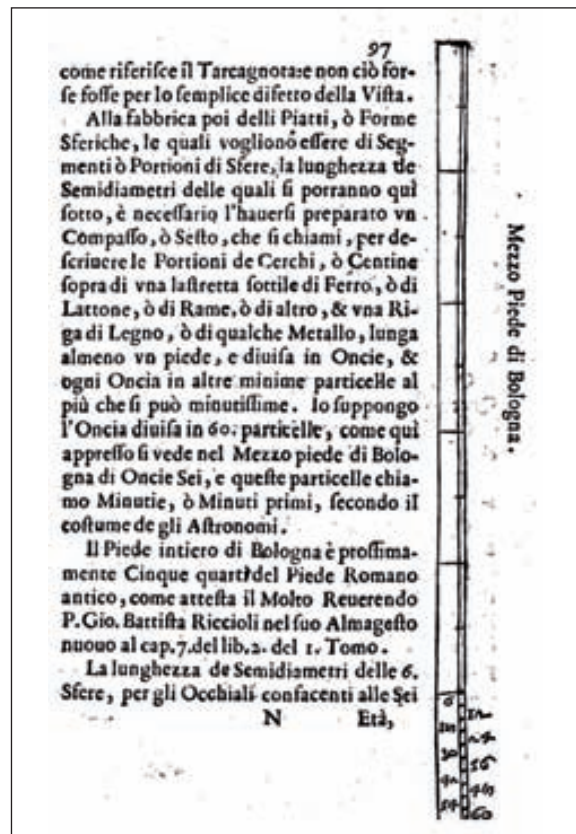 97
come riferiſce il Tarcagnota: e non ciò for-
ſe foſſe per lo ſemplice difetto della Viſta.
Alla fabbrica poi delli Piatti, ò Forme
Sferiche, le quali voglionò eſſere di Seg-
menti ò Portioni di Sfere, la lunghezza de
Semidiametri delle quali ſi porranno quì
ſotto, è neceſſario l'hauerſi preparato vn
Compaſſo, ò Seſto, che ſi chiami, per de-
ſcriuere le Portioni de Cerchi, ò Centine
ſopra di vna laſtretta ſottile di Ferro, ò di
Lattone, ò di Rame, ò di altro, & vna Ri-
ga di Legno, ò di qualche Metallo, lunga
almeno vn piede, e diuiſa in Oncie, &
ogni Oncia in altre minime particelle al
più che ſi può minutiſſime. Io ſuppongo
l'Oncia diuiſa in 60. particelle, come quì
appreſſo ſi vede nel Mezzo piede di Bolo-
gna di Oncie Sei, e queſte particelle chia-
mo Minutie, ò Minuti primi, ſecondo il
coſtume de gli Aſtronomi.
Il Piede intiero di Bologna è proſſima-
mente Cinque quarti del Piede Romano
antico, come atteſta il Molto Reuerendo
P. Gio. Battiſta Riccioli nel ſuo Almageſto
nuouo al cap. 7. del lib. 2. del 1. Tomo.
La lunghezza de Semidiametri delle 6.
Sfere, per gli Occhiali confacenti alle Sei
N Età,
Mezzo Piede di Bologna.
6
30
60